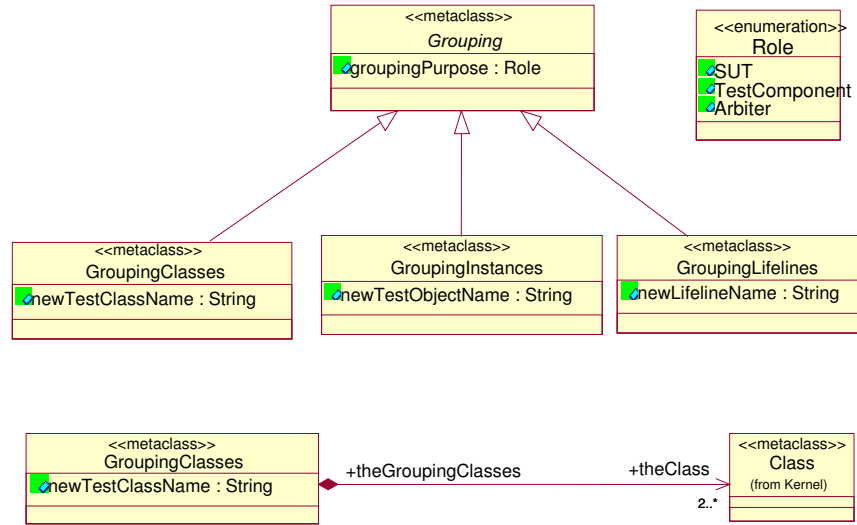 <<metaclass>>
Grouping
groupingPurpose : Role
<<enumeration>>
Role
SUT
TestComponent
Arbiter
<<metaclass>>
GroupingClasses
newTestClassName : String
<<metaclass>>
GroupingInstances
newTestObjectName : String
<<metaclass>>
GroupingLifelines
newLifelineName : String
<<metaclass>>
GroupingClasses
newTestClassName : String
+theGroupingClasses
+theClass
2..*
<<metaclass>>
Class
(from Kernel)